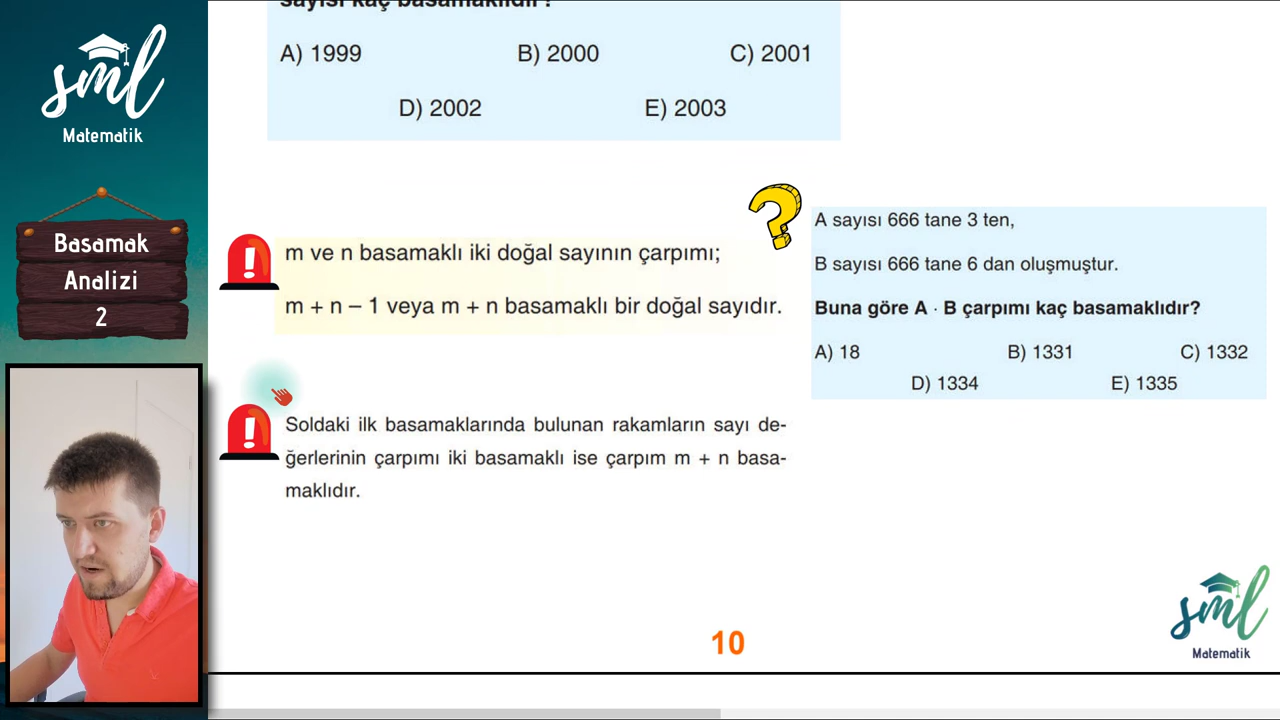 sml
Matematik
Basamak
Analizi
2
sayısı kaç basamaklıdır?
A) 1999 B) 2000 C) 2001
D) 2002 E) 2003
m ve n basamaklı iki doğal sayının çarpımı;
m + n – 1 veya m + n basamaklı bir doğal sayıdır.
Soldaki ilk basamaklarında bulunan rakamların sayı de-
ğerlerinin çarpımı iki basamaklı ise çarpım m + n basa-
maklıdır.
A sayısı 666 tane 3 ten,
B sayısı 666 tane 6 dan oluşmuştur.
Buna göre A · B çarpımı kaç basamaklıdır?
A) 18 B) 1331 C) 1332
D) 1334 E) 1335
10
sml
Matematik